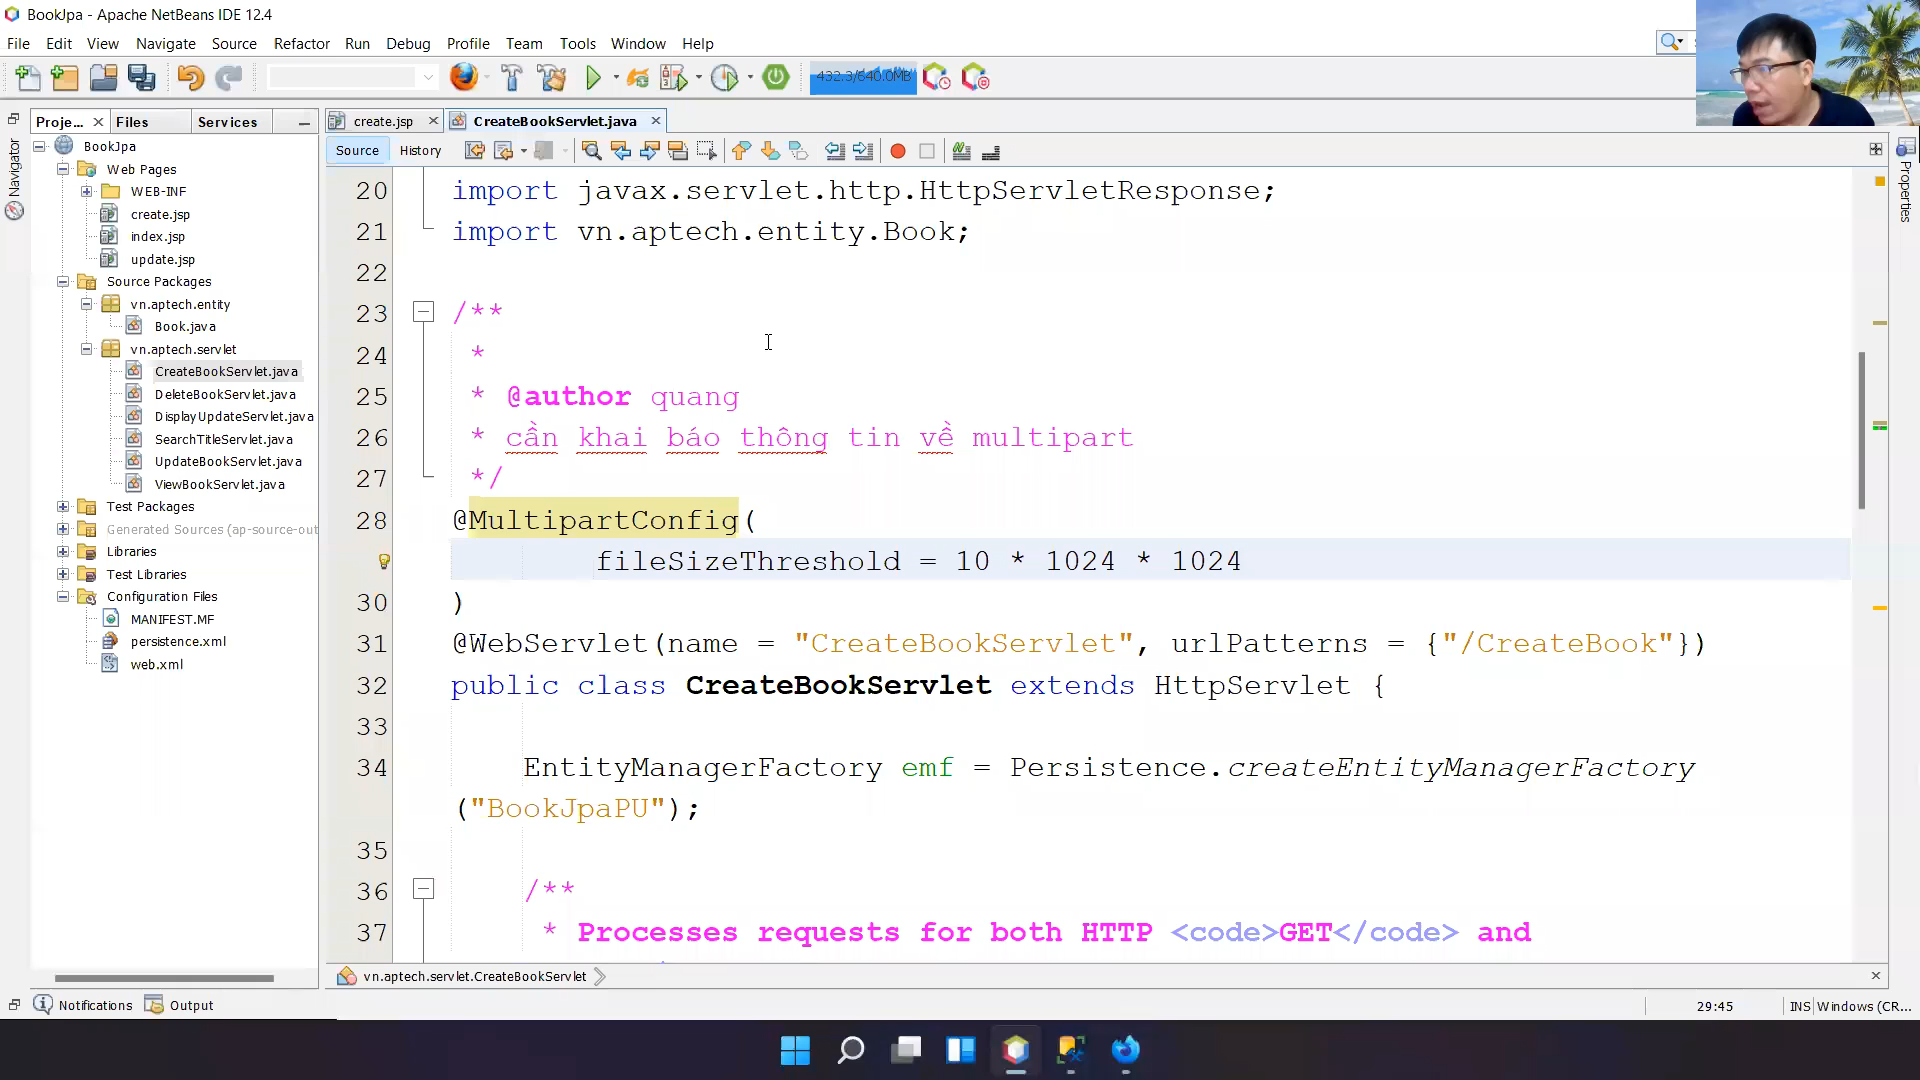 BookJpa - Apache NetBeans IDE 12.4
File Edit View Navigate Source Refactor Run Debug Profile Team Tools Window Help
432.3/640.0MB
Proje... Files Services
create.jsp CreateBookServlet.java
Source History
Navigator
Properties
BookJpa
Web Pages
WEB-INF
create.jsp
index.jsp
update.jsp
Source Packages
vn.aptech.entity
Book.java
vn.aptech.servlet
CreateBookServlet.java
DeleteBookServlet.java
DisplayUpdateServlet.java
SearchTitleServlet.java
UpdateBookServlet.java
ViewBookServlet.java
Test Packages
Generated Sources (ap-source-out
Libraries
Test Libraries
Configuration Files
MANIFEST.MF
persistence.xml
web.xml
20 import javax.servlet.http.HttpServletResponse;
21 import vn.aptech.entity.Book;
22
23 /**
24 *
25 * @author quang
26 * cần khai báo thông tin về multipart
27 */
28 @MultipartConfig(
fileSizeThreshold = 10 * 1024 * 1024
30 )
31 @WebServlet(name = "CreateBookServlet", urlPatterns = {"/CreateBook"})
32 public class CreateBookServlet extends HttpServlet {
33
34 EntityManagerFactory emf = Persistence.createEntityManagerFactory
("BookJpaPU");
35
36 /**
37 * Processes requests for both HTTP <code>GET</code> and
vn.aptech.servlet.CreateBookServlet
Notifications Output
29:45 INS Windows (CR...